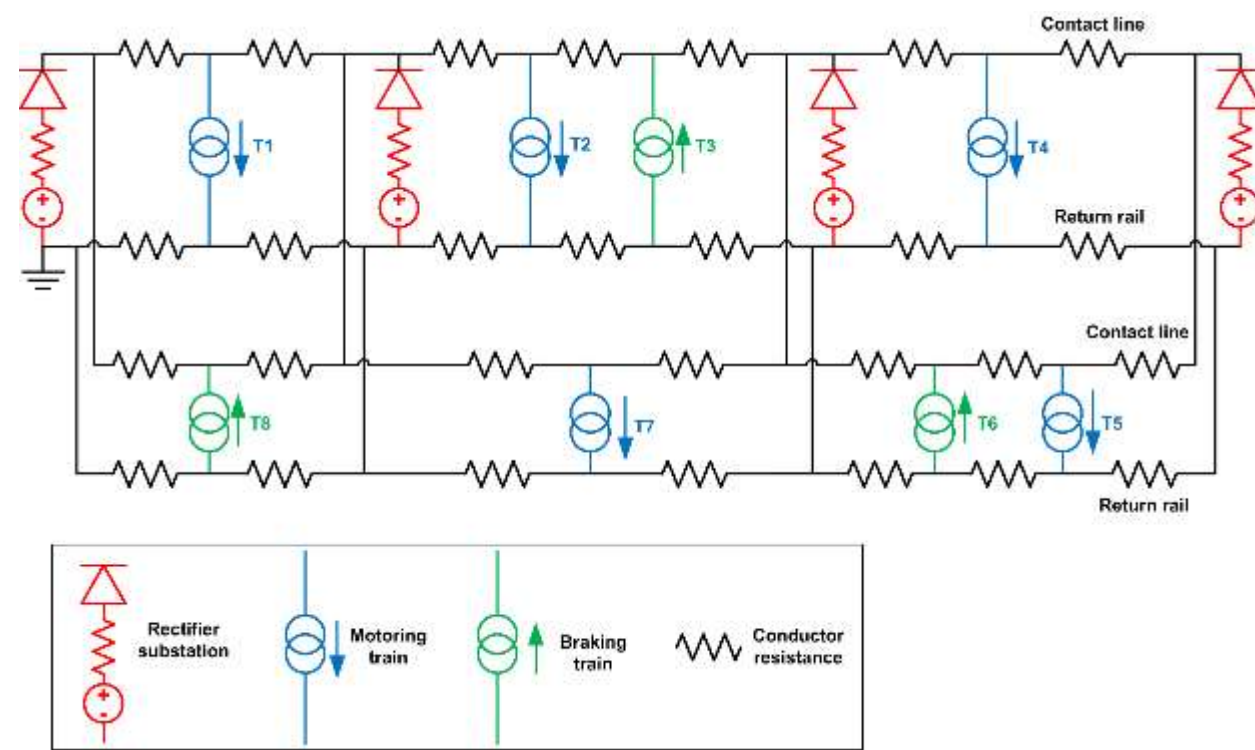 Contact line
+
-
T1
+
-
T2
T3
+
-
T4
+
-
Return rail
Contact line
T8
T7
T6
T5
Return rail
+
-
Rectifier
substation
Motoring
train
Braking
train
Conductor
resistance